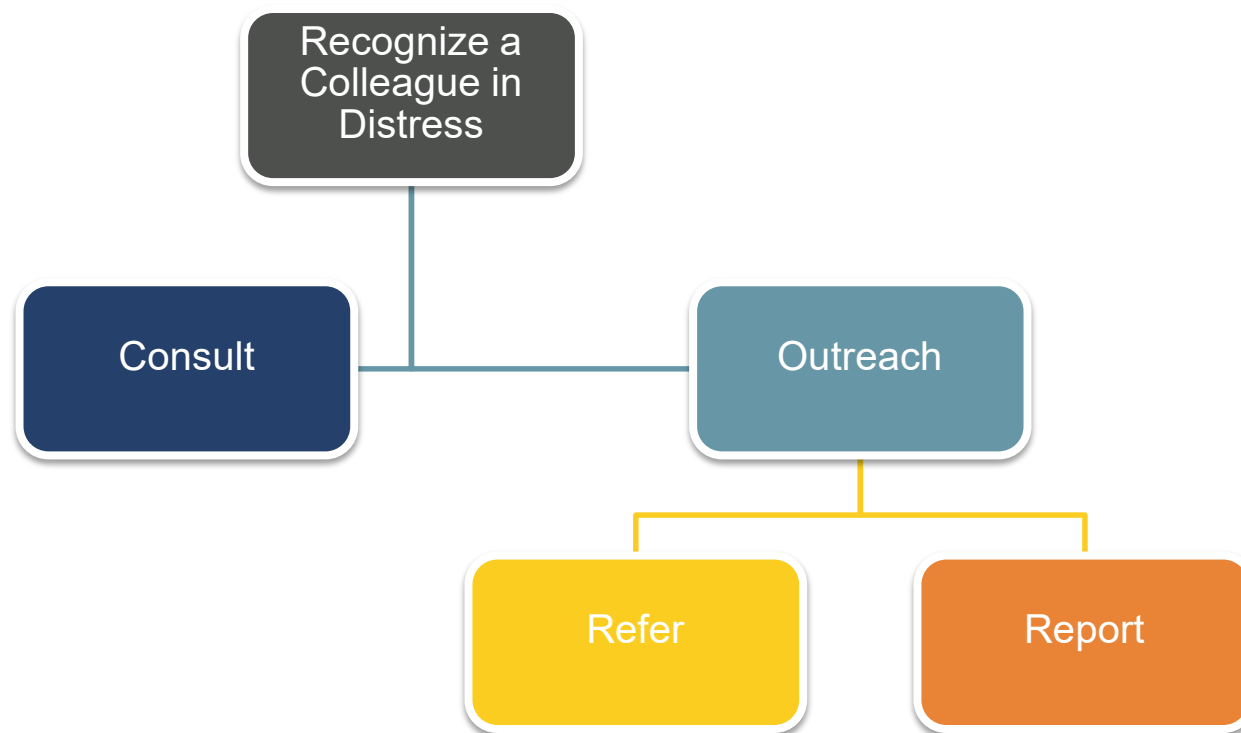 Recognize a
Colleague in
Distress
Consult
Outreach
Refer
Report